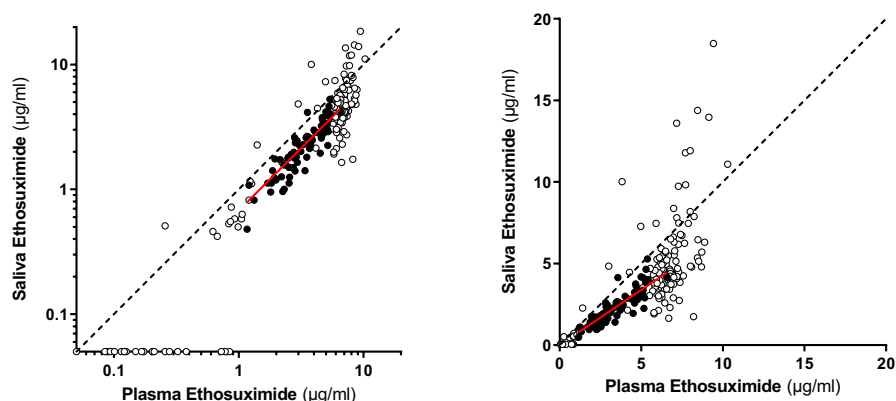 10
1
0.1
Saliva Ethosuximide (µg/ml)
0.1 1 10
Plasma Ethosuximide (µg/ml)
20
15
10
5
0
Saliva Ethosuximide (µg/ml)
0 5 10 15 20
Plasma Ethosuximide (µg/ml)